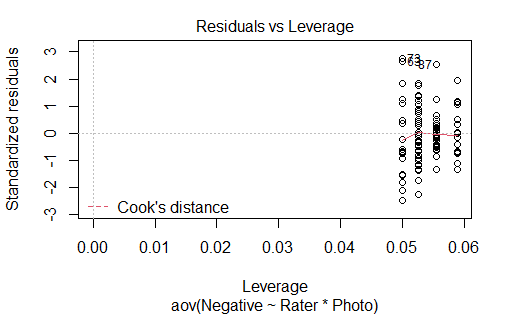 Residuals vs Leverage
Standardized residuals
3
2
1
0
-1
-2
-3
73
63
87
Cook's distance
0.00 0.01 0.02 0.03 0.04 0.05 0.06
Leverage
aov(Negative ~ Rater * Photo)